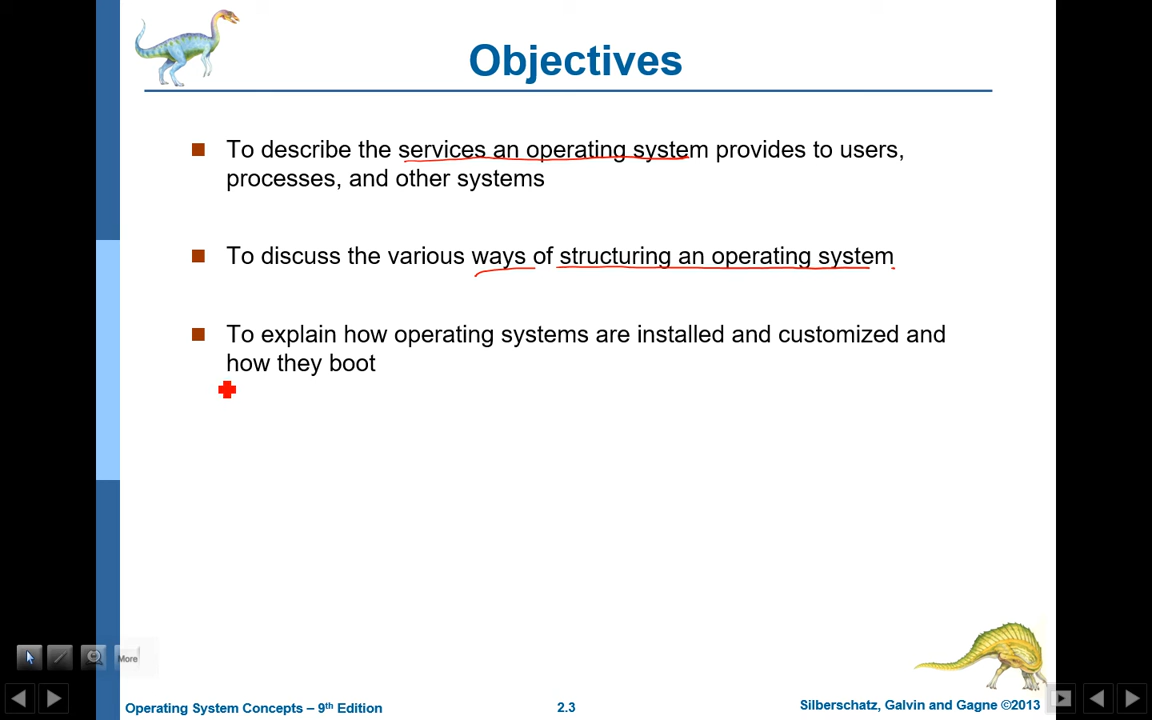 Objectives
To describe the services an operating system provides to users,
processes, and other systems
To discuss the various ways of structuring an operating system
To explain how operating systems are installed and customized and
how they boot
More
Operating System Concepts – 9th Edition
2.3
Silberschatz, Galvin and Gagne ©2013